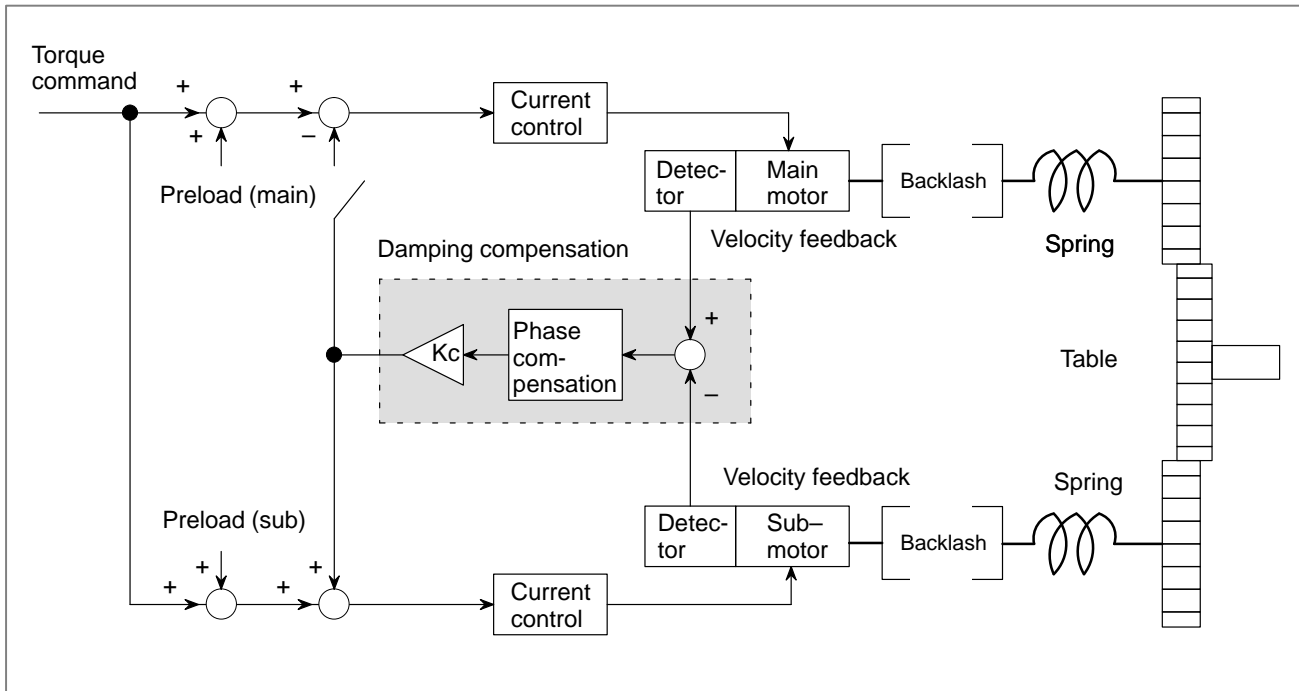 Torque
command
+
+
+
+
–
Current
control
Preload (main)
Detec-
tor
Main
motor
Backlash
Spring
Velocity feedback
Damping compensation
Kc
Phase
com-
pensation
+
–
Table
Velocity feedback
Spring
Preload (sub)
Detec-
tor
Sub–
motor
Backlash
+
+
+
+
Current
control